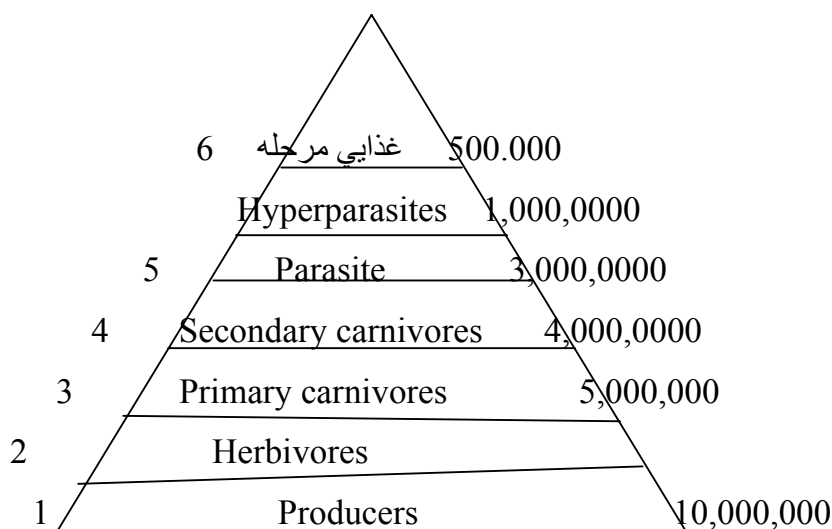 6 غذايي مرحله 500.000
Hyperparasites 1,000,0000
5 Parasite 3,000,0000
4 Secondary carnivores 4,000,0000
3 Primary carnivores 5,000,000
2 Herbivores
1 Producers 10,000,000